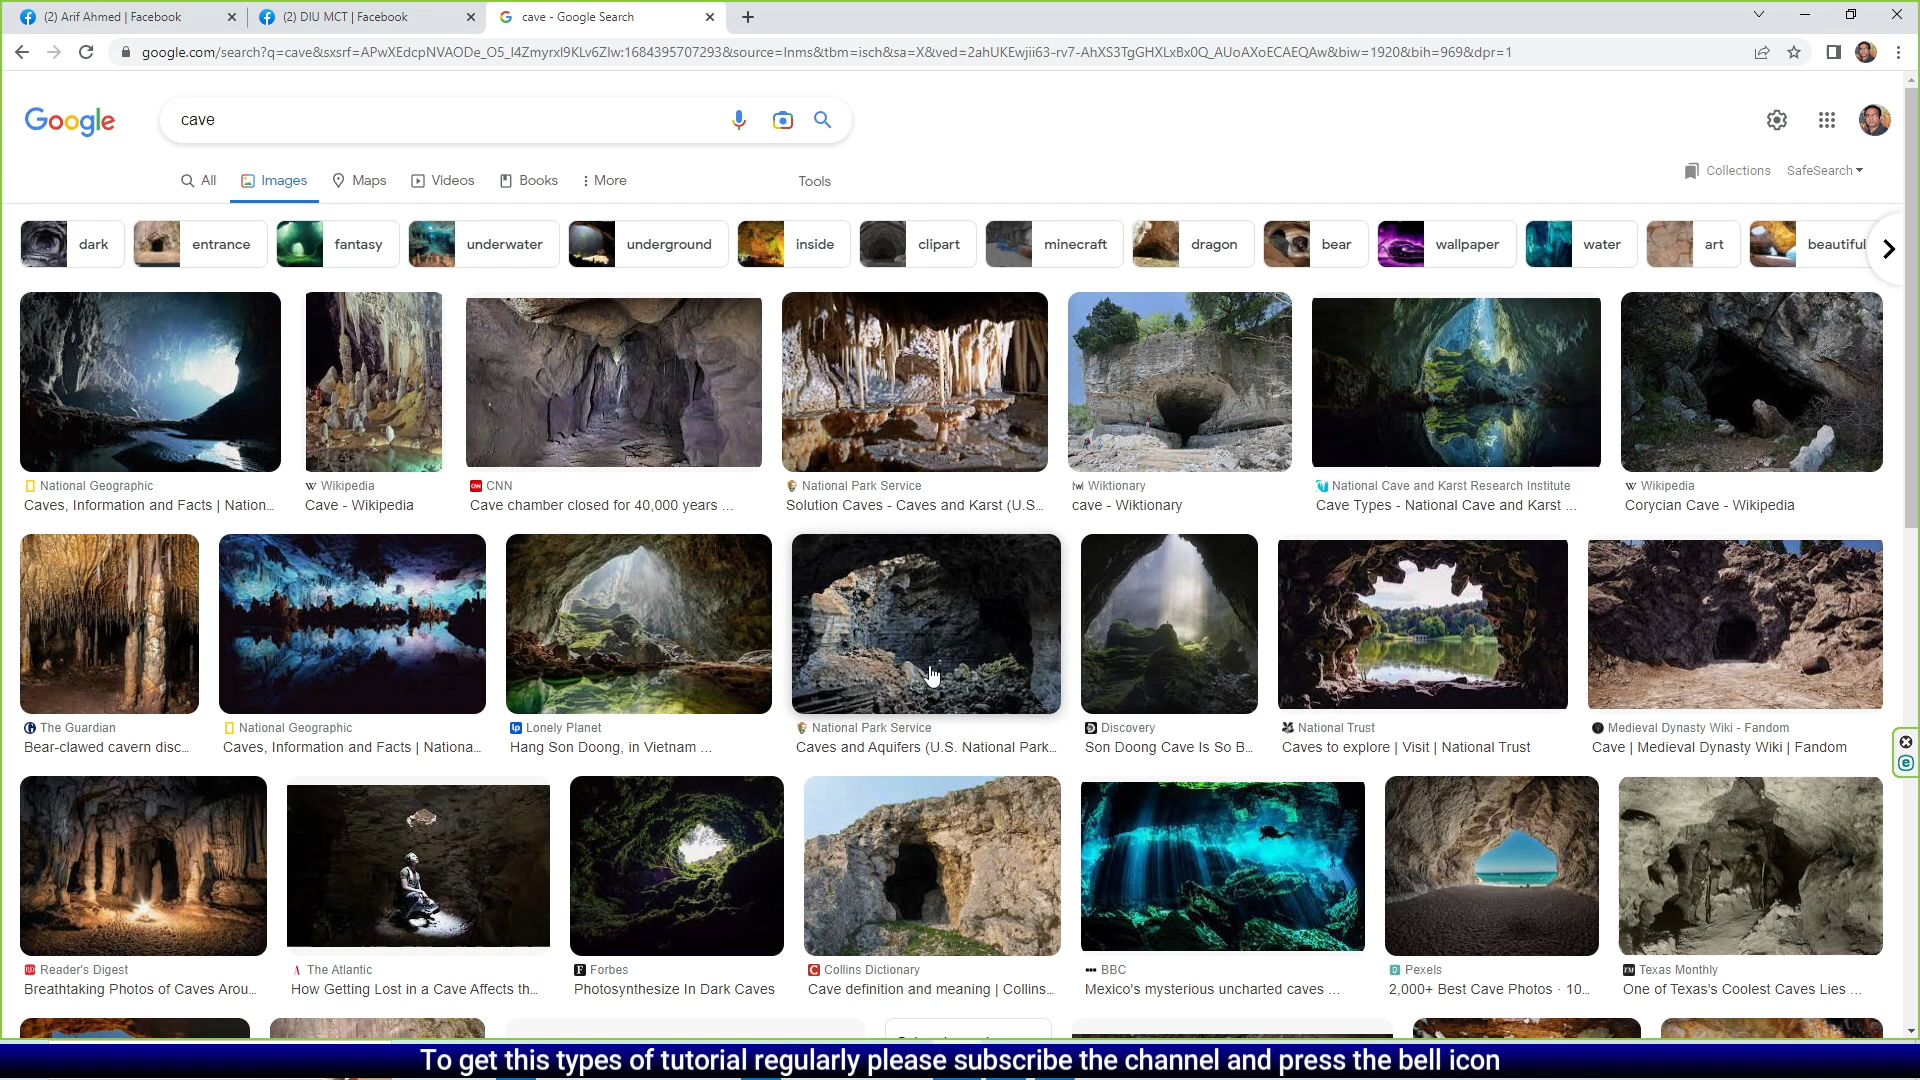 (2) Arif Ahmed | Facebook
(2) DIU MCT | Facebook
cave - Google Search
google.com/search?q=cave&sxsrf=APwXEdcpNVAODe_O5_I4Zmyrxl9KLv6Zlw:1684395707293&source=lnms&tbm=isch&sa=X&ved=2ahUKEwjii63-rv7-AhXS3TgGHXLxBx0Q_AUoAXoECAEQAw&biw=1920&bih=969&dpr=1
Google
cave
All
Images
Maps
Videos
Books
More
Tools
Collections
SafeSearch
dark
entrance
fantasy
underwater
underground
inside
clipart
minecraft
dragon
bear
wallpaper
water
art
beautiful
National Geographic
Caves, Information and Facts | Nation...
Wikipedia
Cave - Wikipedia
CNN
Cave chamber closed for 40,000 years ...
National Park Service
Solution Caves - Caves and Karst (U.S...
Wiktionary
cave - Wiktionary
National Cave and Karst Research Institute
Cave Types - National Cave and Karst ...
Wikipedia
Corycian Cave - Wikipedia
The Guardian
Bear-clawed cavern disc...
National Geographic
Caves, Information and Facts | Nationa...
Lonely Planet
Hang Son Doong, in Vietnam ...
National Park Service
Caves and Aquifers (U.S. National Park...
Discovery
Son Doong Cave Is So B...
National Trust
Caves to explore | Visit | National Trust
Medieval Dynasty Wiki - Fandom
Cave | Medieval Dynasty Wiki | Fandom
Reader's Digest
Breathtaking Photos of Caves Arou...
The Atlantic
How Getting Lost in a Cave Affects th...
Forbes
Photosynthesize In Dark Caves
Collins Dictionary
Cave definition and meaning | Collins...
BBC
Mexico's mysterious uncharted caves ...
Pexels
2,000+ Best Cave Photos · 10...
Texas Monthly
One of Texas's Coolest Caves Lies ...
To get this types of tutorial regularly please subscribe the channel and press the bell icon